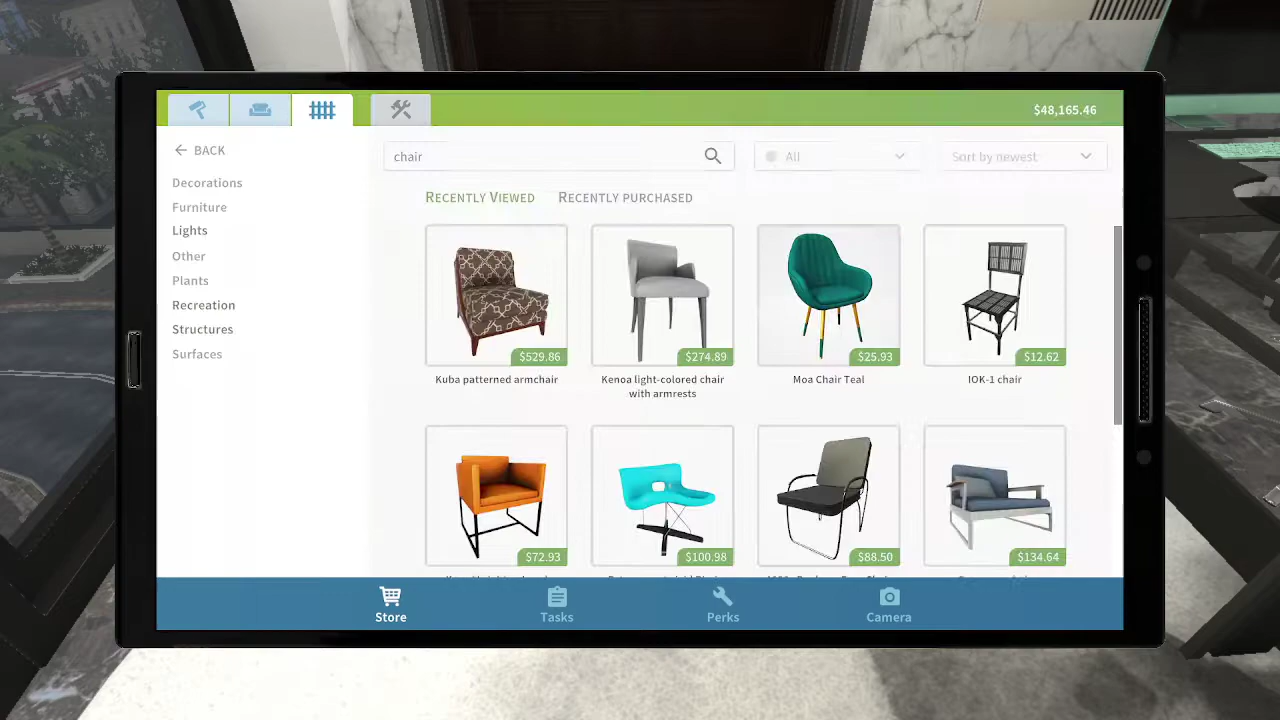 $48,165.46
BACK
chair
All
Sort by newest
Decorations
Furniture
Lights
Other
Plants
Recreation
Structures
Surfaces
RECENTLY VIEWED
RECENTLY PURCHASED
$529.86
$274.89
$25.93
$12.62
Kuba patterned armchair
Kenoa light-colored chair
with armrests
Moa Chair Teal
IOK-1 chair
$72.93
$100.98
$88.50
$134.64
Store
Tasks
Perks
Camera